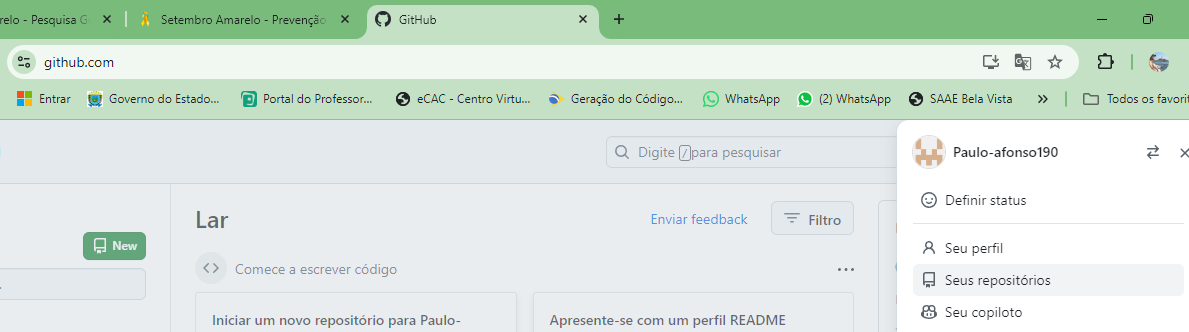 relo - Pesquisa G
Setembro Amarelo - Prevenção
GitHub
github.com
Entrar
Governo do Estado...
Portal do Professor...
eCAC - Centro Virtu...
Geração do Código...
WhatsApp
(2) WhatsApp
SAAE Bela Vista
Todos os favorit
Digite / para pesquisar
Paulo-afonso190
Definir status
Lar
Enviar feedback
Filtro
New
Seu perfil
Comece a escrever código
Seus repositórios
Iniciar um novo repositório para Paulo-
Apresente-se com um perfil README
Seu copiloto